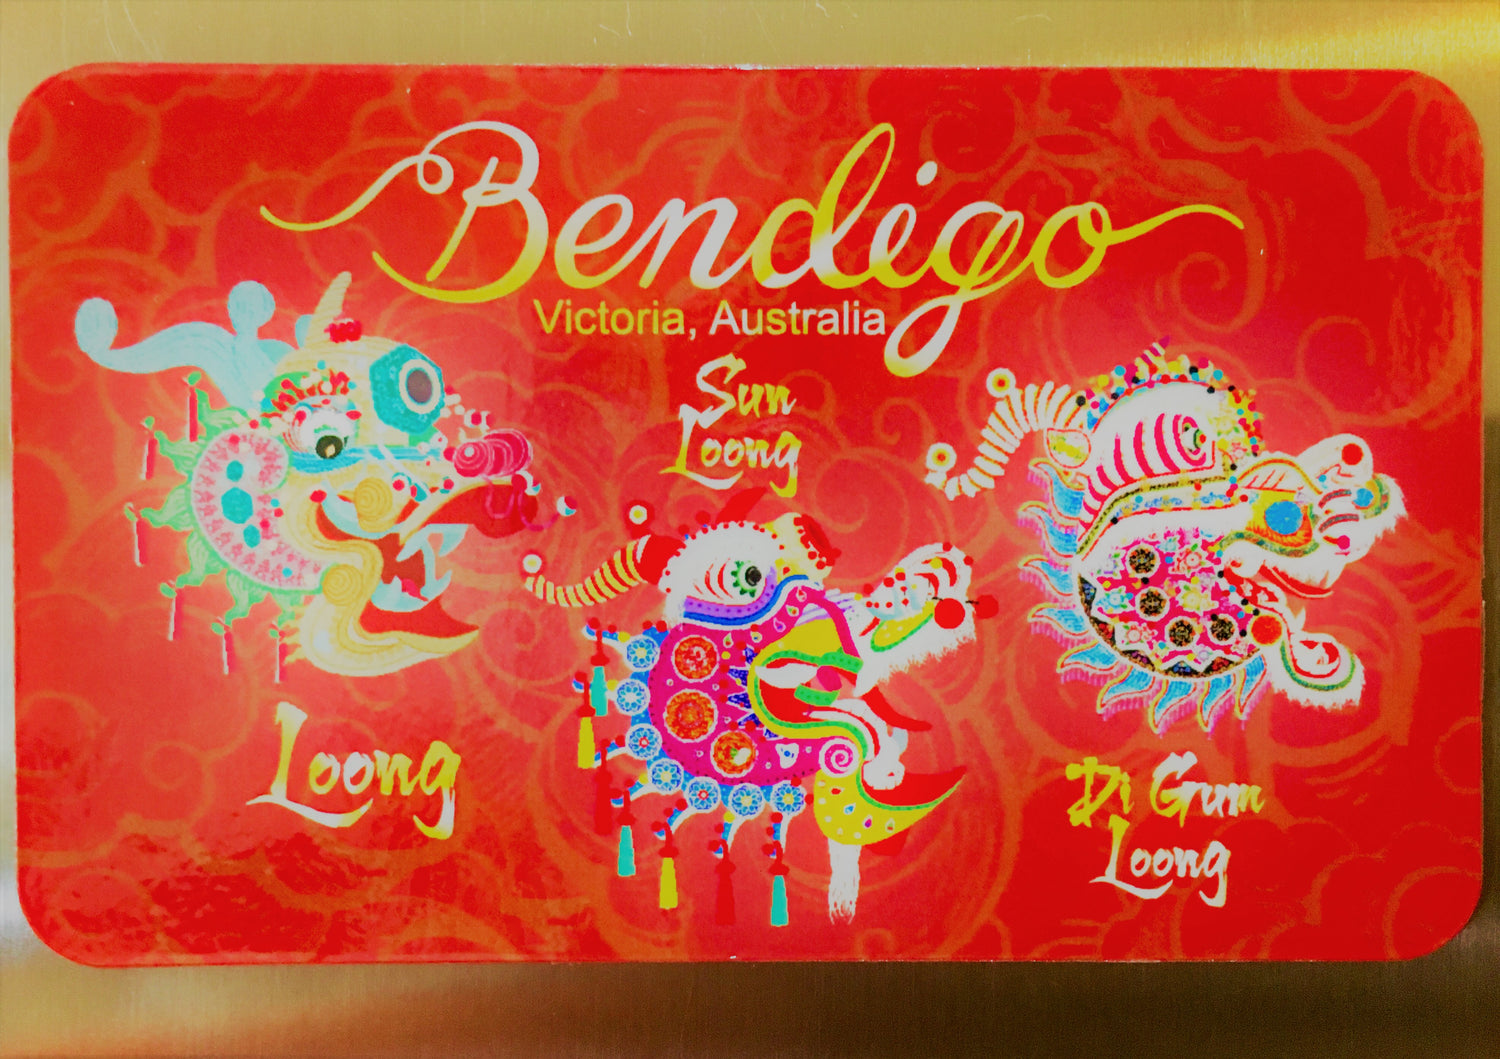 Bendigo
Victoria, Australia
Sun
Loong
Loong
Di Gum
Loong